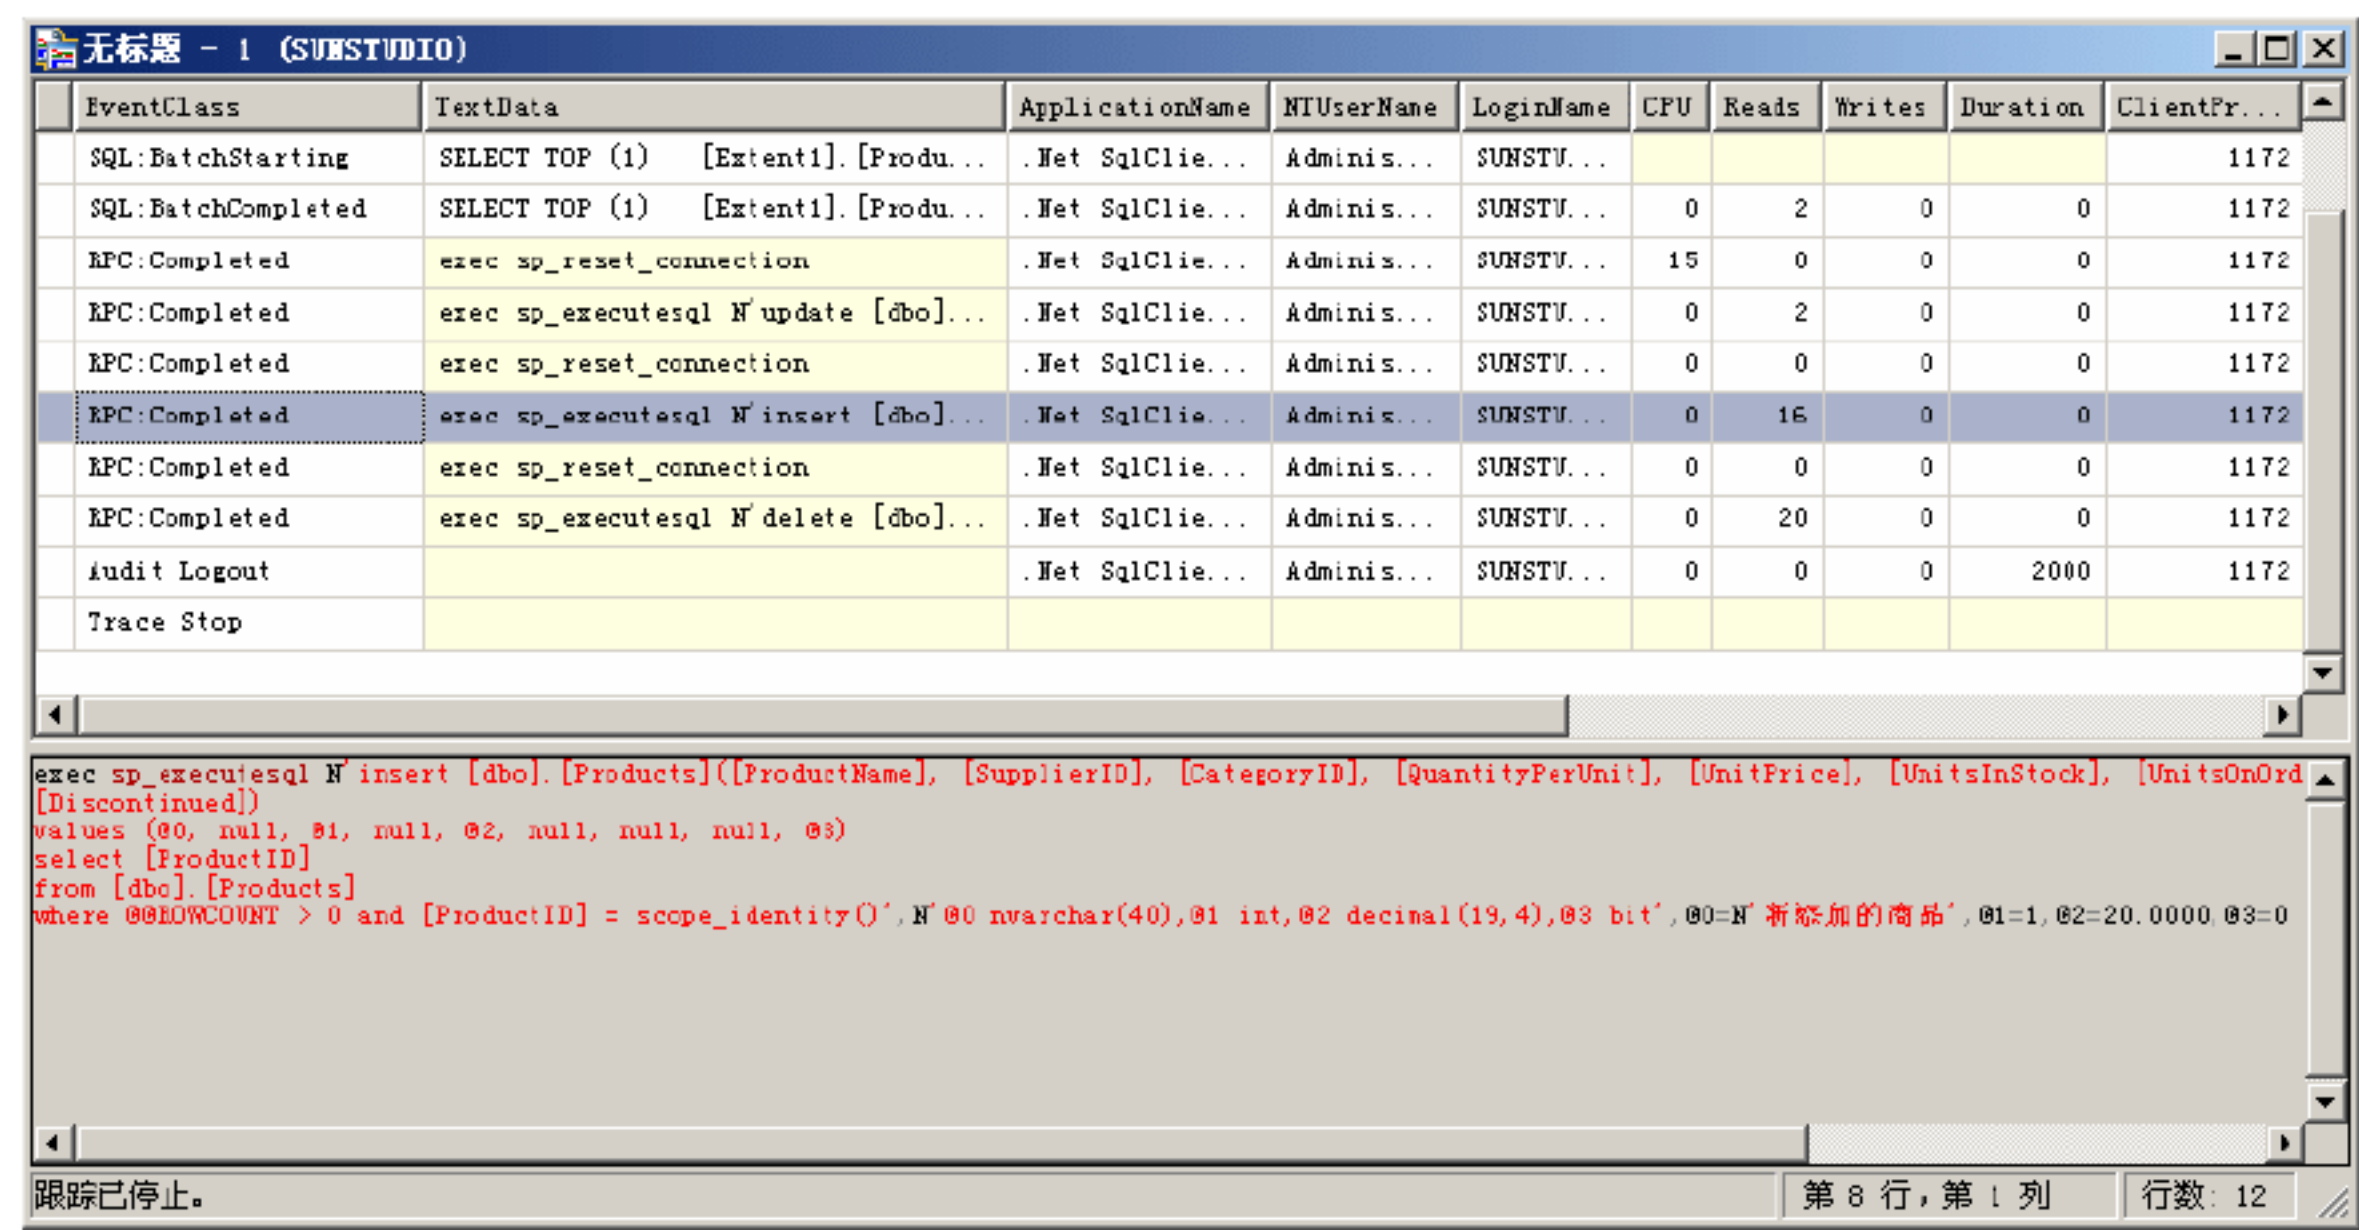 无标题 - 1 (SUNSTUDIO)
EventClass TextData ApplicationName NTUserName LoginName CPU Reads Writes Duration ClientPr...
SQL:BatchStarting SELECT TOP (1) [Extent1].[Produ... .Net SqlClie... Adminis... SUNSTU... 1172
SQL:BatchCompleted SELECT TOP (1) [Extent1].[Produ... .Net SqlClie... Adminis... SUNSTU... 0 2 0 0 1172
RPC:Completed exec sp_reset_connection .Net SqlClie... Adminis... SUNSTU... 15 0 0 0 1172
RPC:Completed exec sp_executesql N'update [dbo]... .Net SqlClie... Adminis... SUNSTU... 0 2 0 0 1172
RPC:Completed exec sp_reset_connection .Net SqlClie... Adminis... SUNSTU... 0 0 0 0 1172
RPC:Completed exec sp_executesql N'insert [dbo]... .Net SqlClie... Adminis... SUNSTU... 0 16 0 0 1172
RPC:Completed exec sp_reset_connection .Net SqlClie... Adminis... SUNSTU... 0 0 0 0 1172
RPC:Completed exec sp_executesql N'delete [dbo]... .Net SqlClie... Adminis... SUNSTU... 0 20 0 0 1172
Audit Logout .Net SqlClie... Adminis... SUNSTU... 0 0 0 2000 1172
Trace Stop
exec sp_executesql N'insert [dbo].[Products]([ProductName], [SupplierID], [CategoryID], [QuantityPerUnit], [UnitPrice], [UnitsInStock], [UnitsOnOrd
[Discontinued])
values (@0, null, @1, null, @2, null, null, null, @3)
select [ProductID]
from [dbo].[Products]
where @@ROWCOUNT > 0 and [ProductID] = scope_identity()',N'@0 nvarchar(40),@1 int,@2 decimal(19,4),@3 bit',@0=N'新添加的商品',@1=1,@2=20.0000,@3=0
跟踪已停止。 第 8 行, 第 1 列 行数: 12